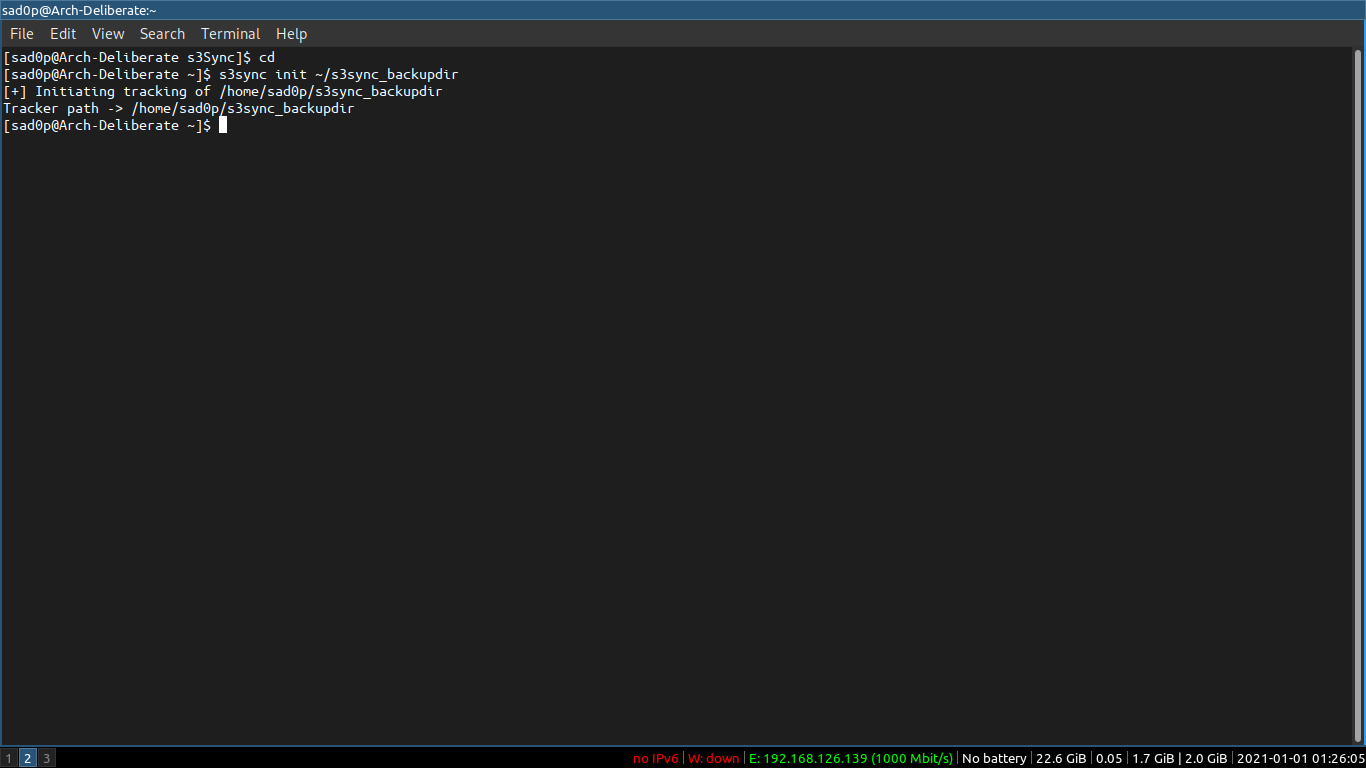 sad0p@Arch-Deliberate:~
File Edit View Search Terminal Help
[sad0p@Arch-Deliberate s3Sync]$ cd
[sad0p@Arch-Deliberate ~]$ s3sync init ~/s3sync_backupdir
[+] Initiating tracking of /home/sad0p/s3sync_backupdir
Tracker path -> /home/sad0p/s3sync_backupdir
[sad0p@Arch-Deliberate ~]$
1 2 3 no IPv6 | W: down | E: 192.168.126.139 (1000 Mbit/s) | No battery | 22.6 GiB | 0.05 | 1.7 GiB | 2.0 GiB | 2021-01-01 01:26:05